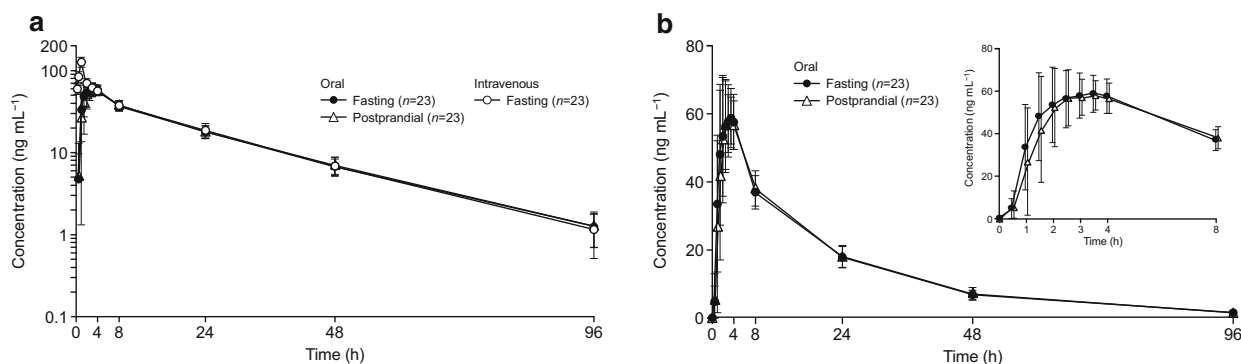 a
Concentration (ng mL⁻¹)
200
100
10
1
0.1
0 4 8 24 48 96
Time (h)
Oral
Fasting (n=23)
Postprandial (n=23)
Intravenous
Fasting (n=23)
b
Concentration (ng mL⁻¹)
80
60
40
20
0
0 4 8 24 48 96
Time (h)
Oral
Fasting (n=23)
Postprandial (n=23)
Concentration (ng mL⁻¹)
80
60
40
20
0
0 1 2 3 4 8
Time (h)